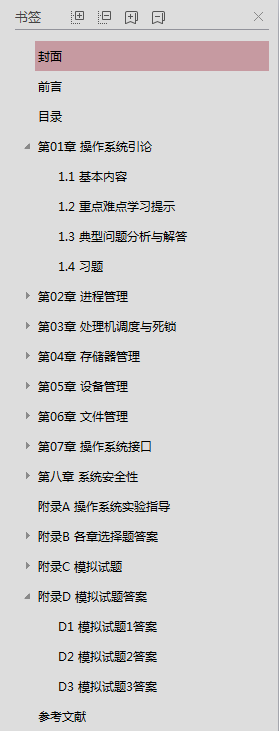 书签
封面
前言
目录
第01章 操作系统引论
1.1 基本内容
1.2 重点难点学习提示
1.3 典型问题分析与解答
1.4 习题
第02章 进程管理
第03章 处理机调度与死锁
第04章 存储器管理
第05章 设备管理
第06章 文件管理
第07章 操作系统接口
第八章 系统安全性
附录A 操作系统实验指导
附录B 各章选择题答案
附录C 模拟试题
附录D 模拟试题答案
D1 模拟试题1答案
D2 模拟试题2答案
D3 模拟试题3答案
参考文献